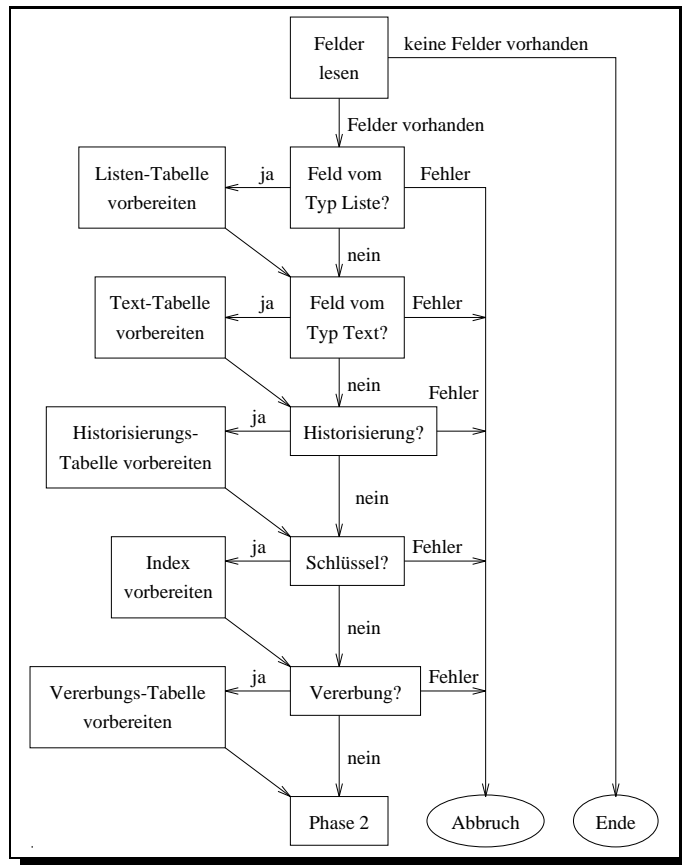 Felder
lesen
keine Felder vorhanden
Felder vorhanden
Listen-Tabelle
vorbereiten
ja
Feld vom
Typ Liste?
Fehler
nein
Text-Tabelle
vorbereiten
ja
Feld vom
Typ Text?
Fehler
nein
Fehler
Historisierungs-
Tabelle vorbereiten
ja
Historisierung?
nein
Index
vorbereiten
ja
Schlüssel?
Fehler
nein
Vererbungs-Tabelle
vorbereiten
ja
Vererbung?
Fehler
nein
Phase 2
Abbruch
Ende